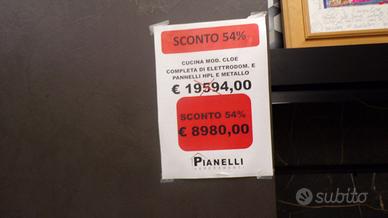 SCONTO 54%
CUCINA MOD. CLOE
COMPLETA DI ELETTRODOM. E
PANNELLI HPL E METALLO
€ 19594,00
SCONTO 54%
€ 8980,00
PIANELLI
ARREDAMENTI
subito